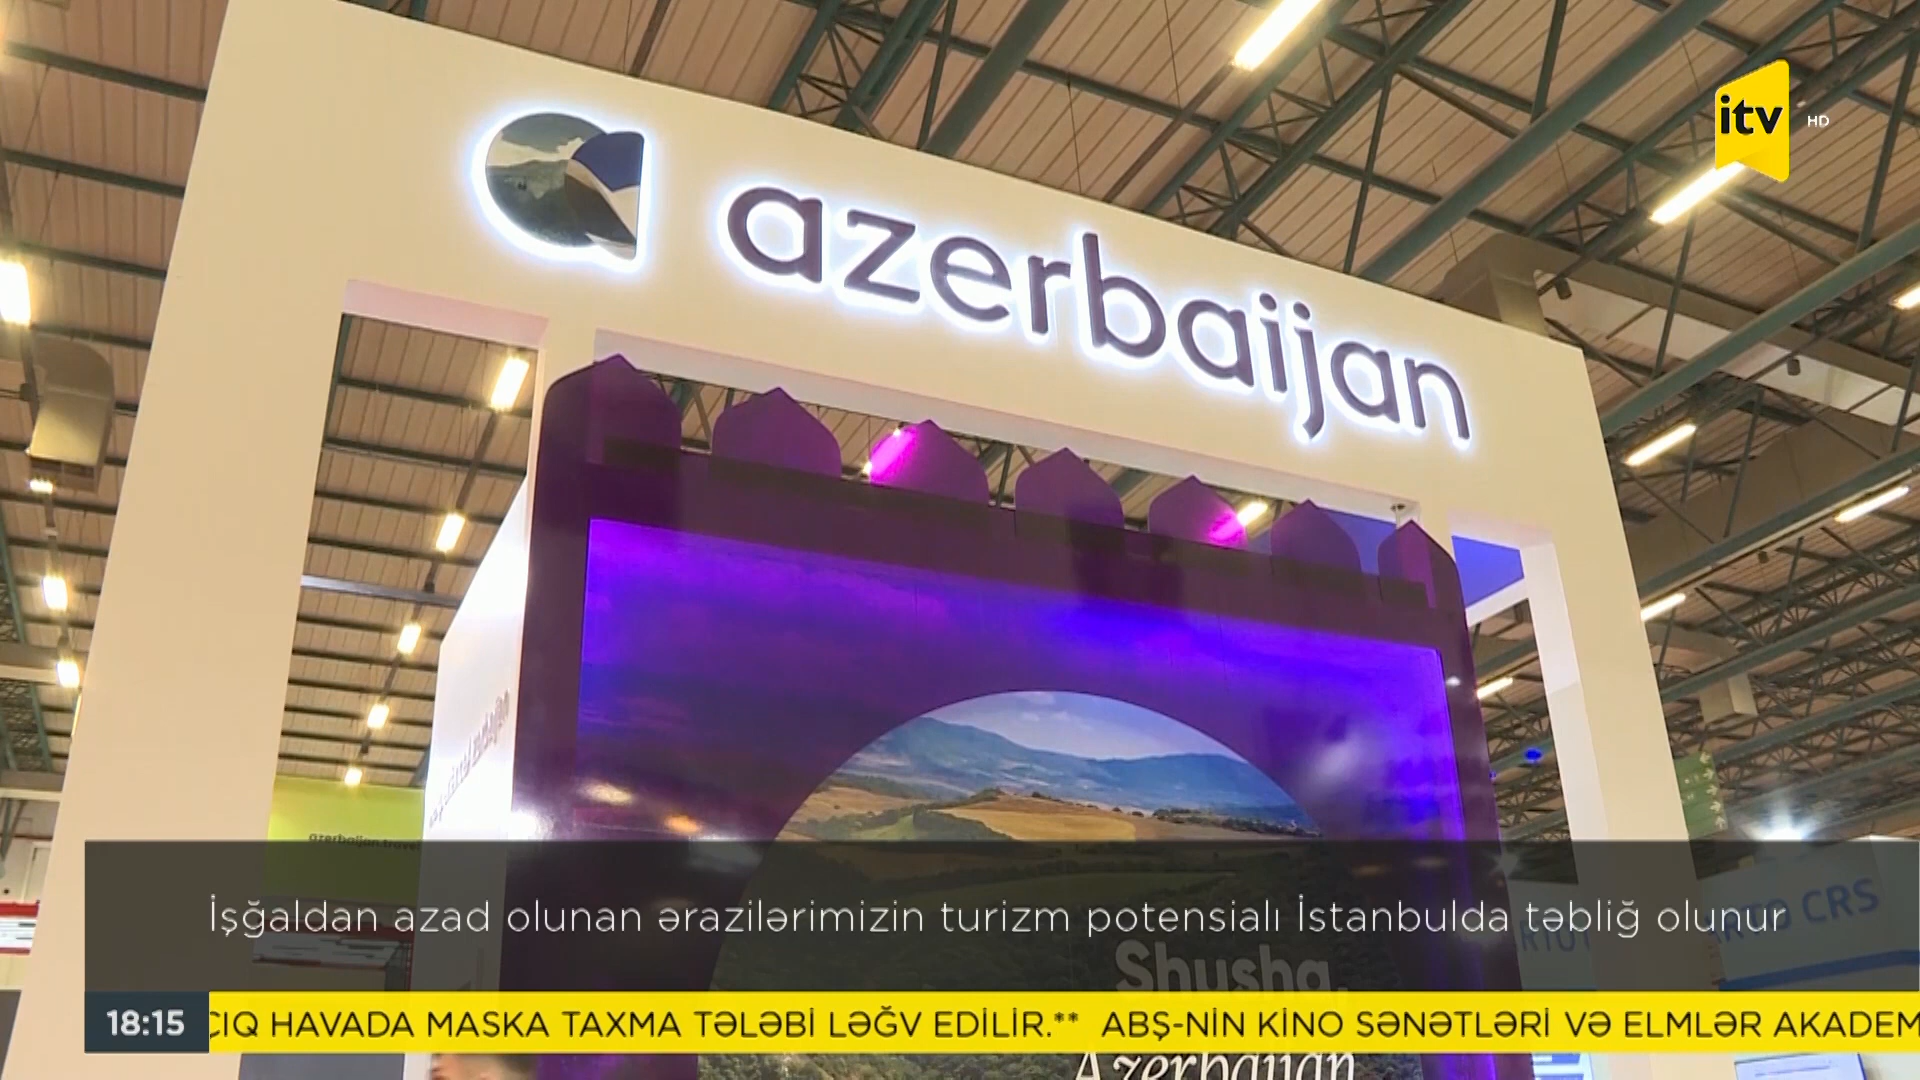 itv HD
azerbaijan
azerbaijan.travel
İşğaldan azad olunan ərazilərimizin turizm potensialı İstanbulda təbliğ olunur
CRS
Shusha,
18:15 ÇIQ HAVADA MASKA TAXMA TƏLƏBİ LƏĞV EDİLİR.** ABŞ-NİN KİNO SƏNƏTLƏRİ VƏ ELMLƏR AKADEM
Azerbaijan